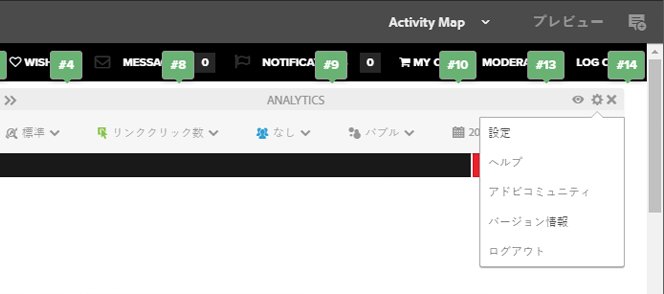 Activity Map プレビュー
WISH #4 MESSA #8 0 NOTIFICAT #9 0 MY C #10 MODERA #13 LOG O #14
ANALYTICS
標準 リンククリック数 なし バブル 20
設定
ヘルプ
アドビコミュニティ
バージョン情報
ログアウト